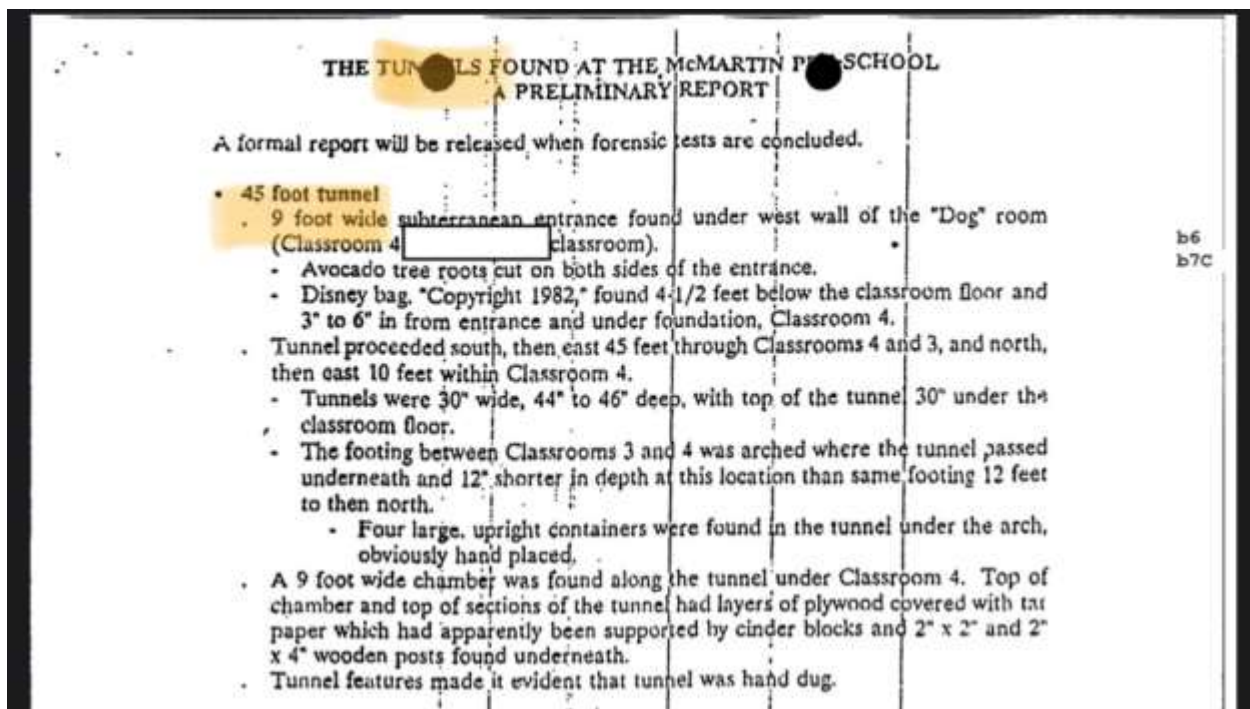 THE TUNNELS FOUND AT THE McMARTIN SCHOOL
A PRELIMINARY REPORT
A formal report will be released when forensic tests are concluded.
• 45 foot tunnel
. 9 foot wide subterranean entrance found under west wall of the "Dog" room
(Classroom 4 classroom).
b6
b7C
- Avocado tree roots cut on both sides of the entrance.
- Disney bag, "Copyright 1982," found 4-1/2 feet below the classroom floor and
3" to 6" in from entrance and under foundation, Classroom 4.
. Tunnel proceeded south, then east 45 feet through Classrooms 4 and 3, and north,
then east 10 feet within Classroom 4.
- Tunnels were 30" wide, 44" to 46" deep, with top of the tunnel 30" under the
classroom floor.
- The footing between Classrooms 3 and 4 was arched where the tunnel passed
underneath and 12" shorter in depth at this location than same footing 12 feet
to then north.
- Four large, upright containers were found in the tunnel under the arch,
obviously hand placed.
. A 9 foot wide chamber was found along the tunnel under Classroom 4. Top of
chamber and top of sections of the tunnel had layers of plywood covered with tar
paper which had apparently been supported by cinder blocks and 2" x 2" and 2"
x 4" wooden posts found underneath.
. Tunnel features made it evident that tunnel was hand dug.